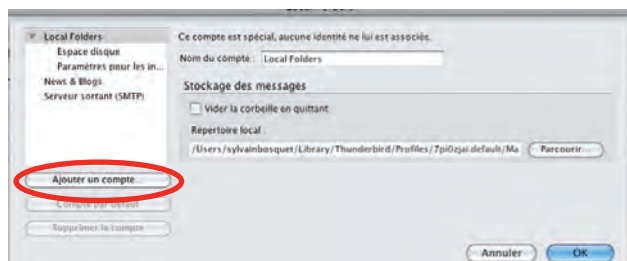 Local Folders
Espace disque
Paramètres pour les in...
News & Blogs
Serveur sortant (SMTP)
Ajouter un compte...
Compte par défaut
Supprimer le compte
Ce compte est spécial, aucune identité ne lui est associée.
Nom du compte : Local Folders
Stockage des messages
Vider la corbeille en quittant
Répertoire local :
/Users/sylvainbosquet/Library/Thunderbird/Profiles/7pi0zjal.default/Ma
Parcourir...
Annuler
OK